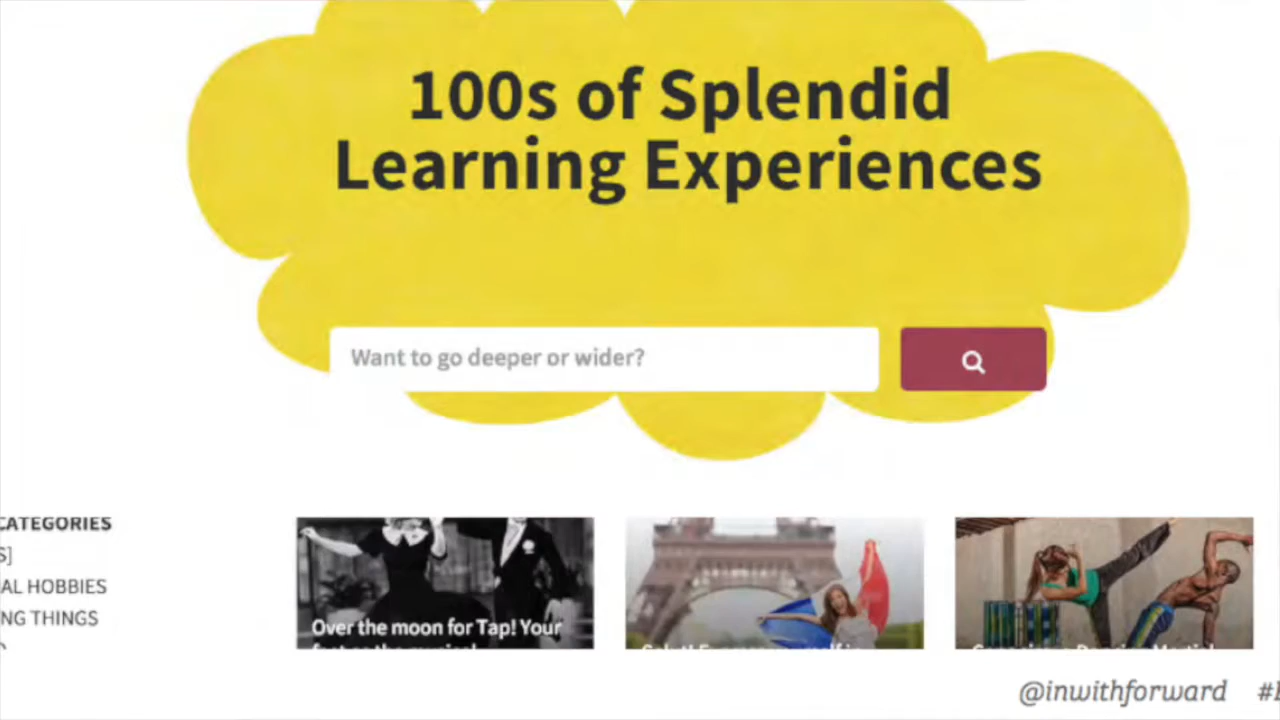 100s of Splendid
Learning Experiences
Want to go deeper or wider?
CATEGORIES
S]
AL HOBBIES
NG THINGS
Over the moon for Tap! Your
@inwithforward